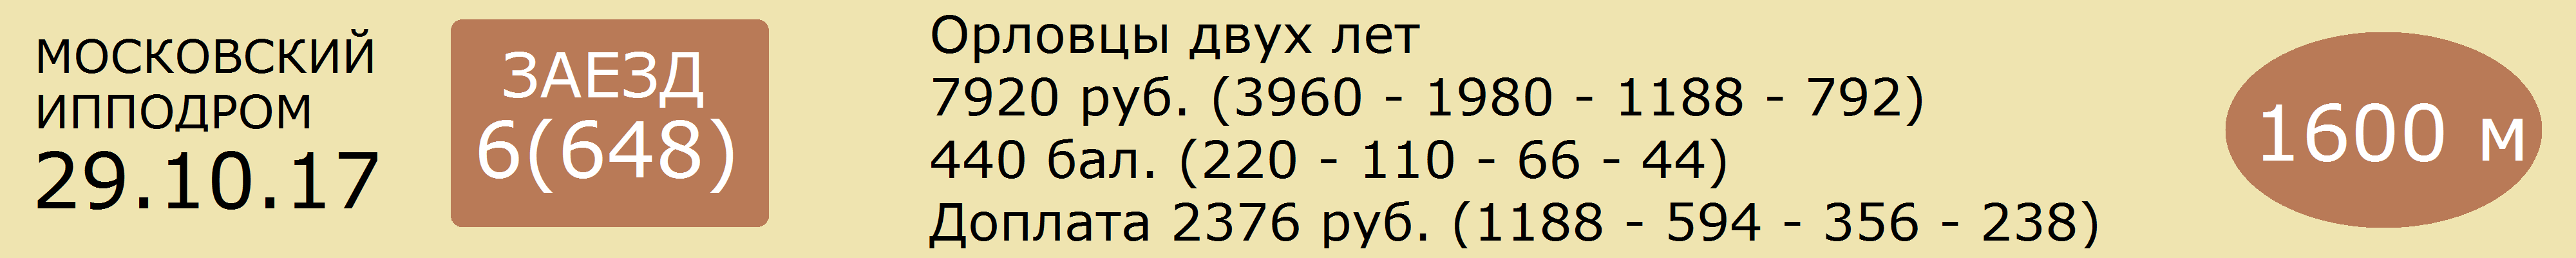 МОСКОВСКИЙ
ИППОДРОМ
29.10.17
ЗАЕЗД
6(648)
Орловцы двух лет
7920 руб. (3960 - 1980 - 1188 - 792)
440 бал. (220 - 110 - 66 - 44)
Доплата 2376 руб. (1188 - 594 - 356 - 238)
1600 м